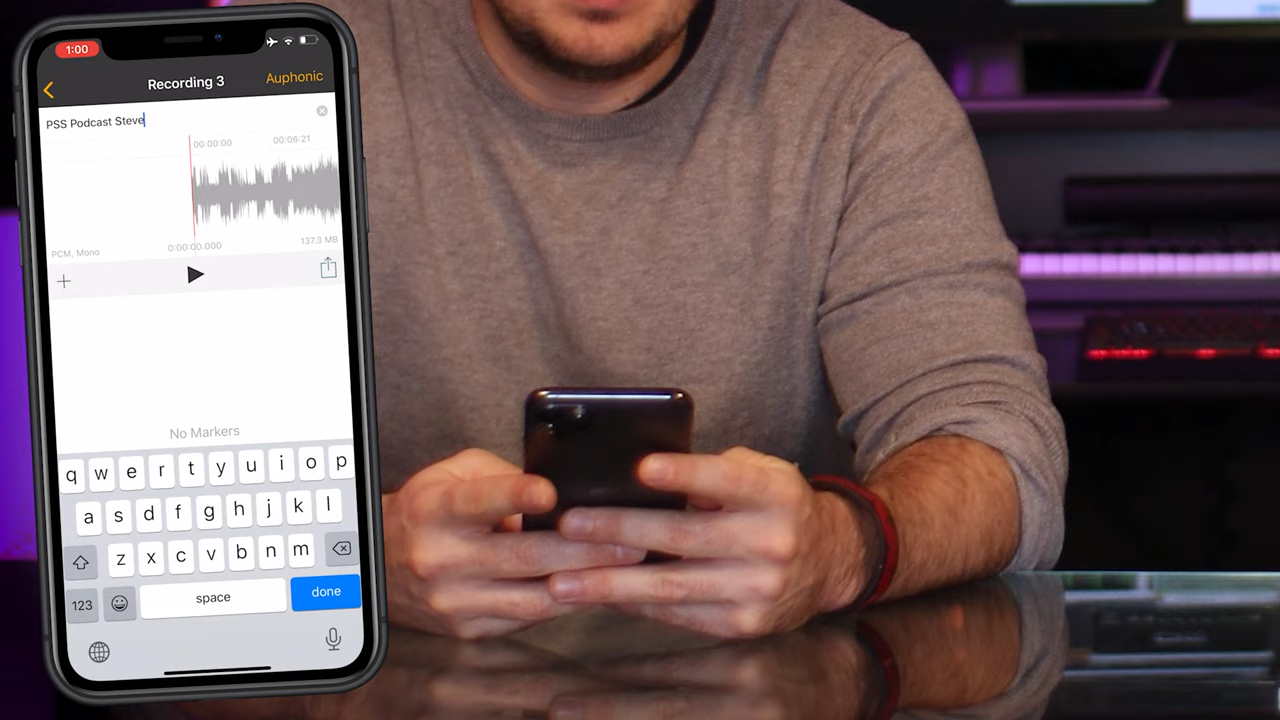 1:00
Recording 3
Auphonic
PSS Podcast Steve
00:00:00
00:06:21
PCM, Mono
0:00:00.000
137.3 MB
No Markers
q w e r t y u i o p
a s d f g h j k l
z x c v b n m
123
space
done